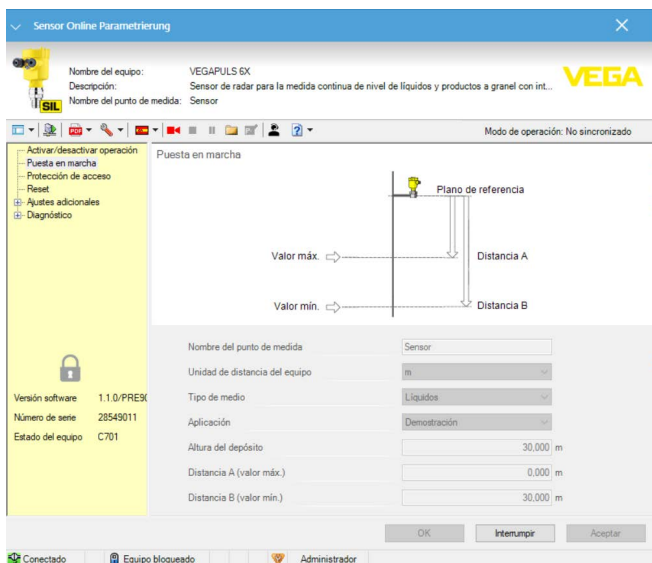 Sensor Online Parametrierung
Nombre del equipo: VEGAPULS 6X
Descripción: Sensor de radar para la medida continua de nivel de líquidos y productos a granel con int...
Nombre del punto de medida: Sensor
SIL
VEGA
PDF
Modo de operación: No sincronizado
Activar/desactivar operación
Puesta en marcha
Protección de acceso
Reset
Ajustes adicionales
Diagnóstico
Puesta en marcha
Plano de referencia
Valor máx.
Distancia A
Valor mín.
Distancia B
Nombre del punto de medida Sensor
Unidad de distancia del equipo m
Tipo de medio Líquidos
Aplicación Demostración
Altura del depósito 30,000 m
Distancia A (valor máx.) 0,000 m
Distancia B (valor mín.) 30,000 m
Versión software 1.1.0/PRE90
Número de serie 28549011
Estado del equipo C701
OK Interrumpir Aceptar
Conectado Equipo bloqueado Administrador